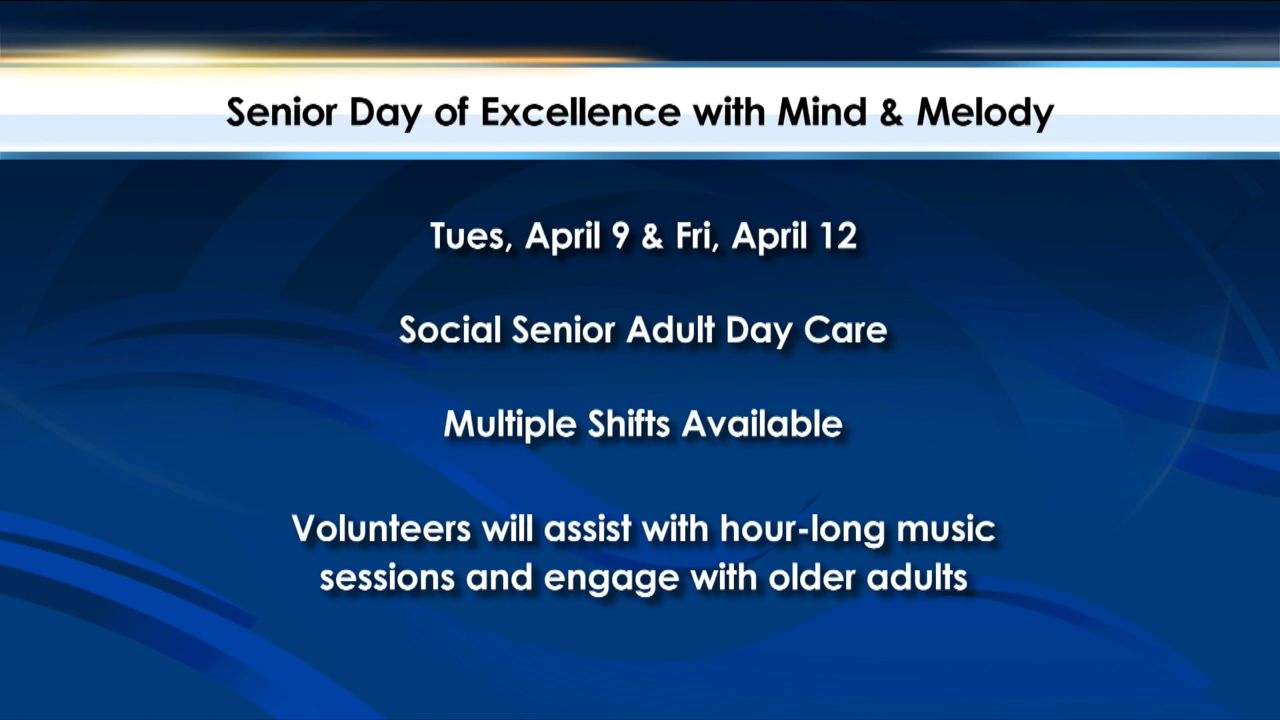 Senior Day of Excellence with Mind & Melody
Tues, April 9 & Fri, April 12
Social Senior Adult Day Care
Multiple Shifts Available
Volunteers will assist with hour-long music
sessions and engage with older adults